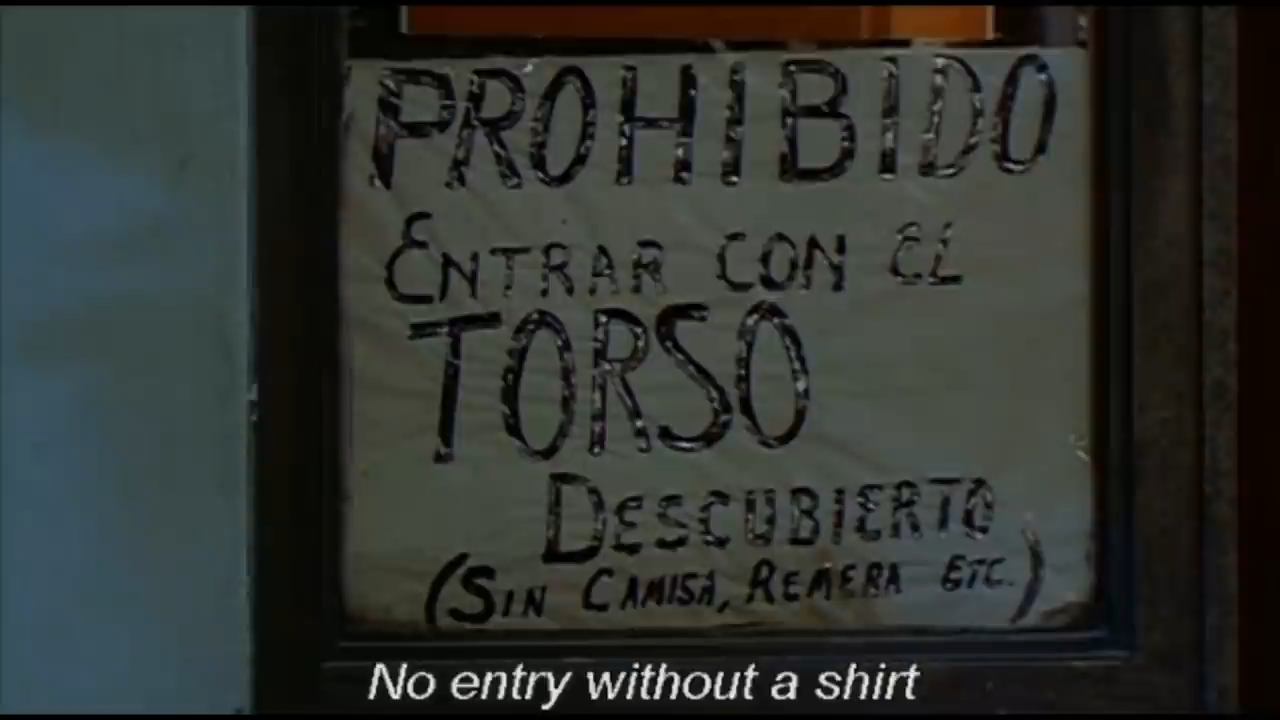 PROHIBIDO
ENTRAR CON EL
TORSO
DESCUBIERTO
(SIN CAMISA, REMERA ETC.)
No entry without a shirt